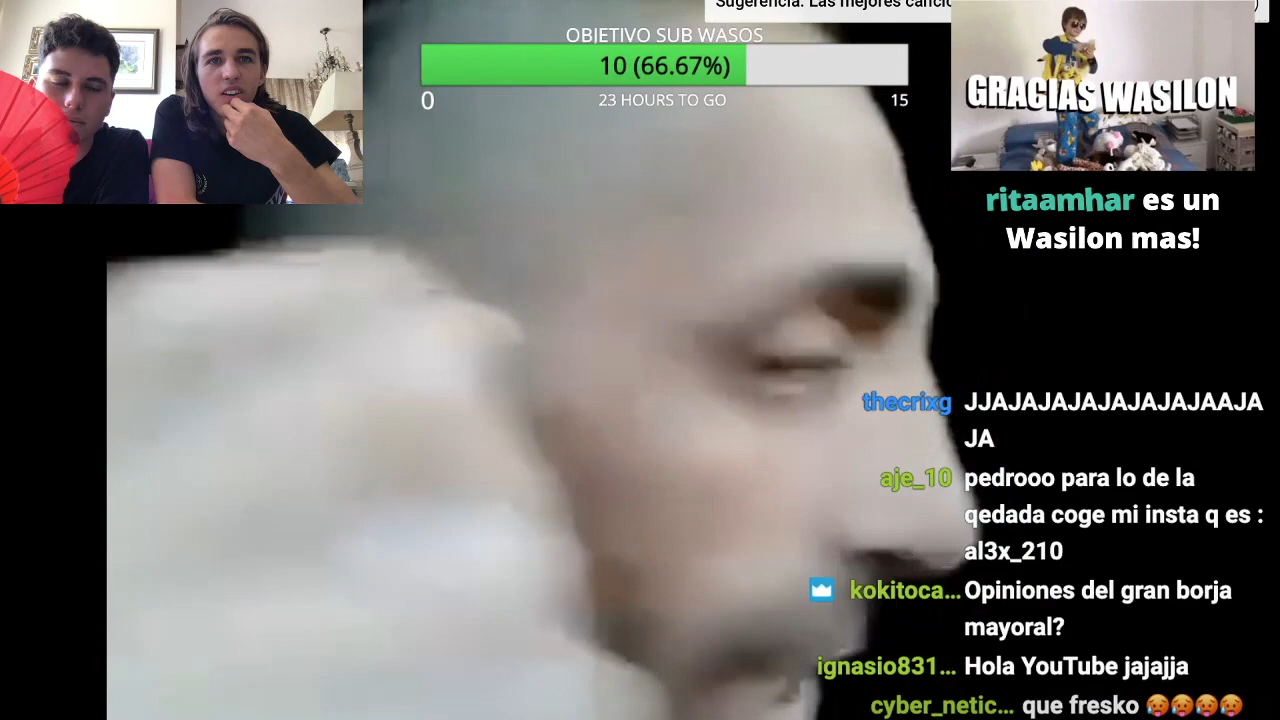 Sugerencia: Las mejores
OBJETIVO SUB WASOS
10 (66.67%)
0
23 HOURS TO GO
15
GRACIAS WASILON
ritaamhar es un
Wasilon mas!
thecrixg JJAJAJAJAJAJAJAJAAJA
JA
aje_10 pedrooo para lo de la
qedada coge mi insta q es :
al3x_210
kokitoca... Opiniones del gran borja
mayoral?
ignasio831... Hola YouTube jajajja
cyber_netic... que fresko 🥵🥵🥵🥵